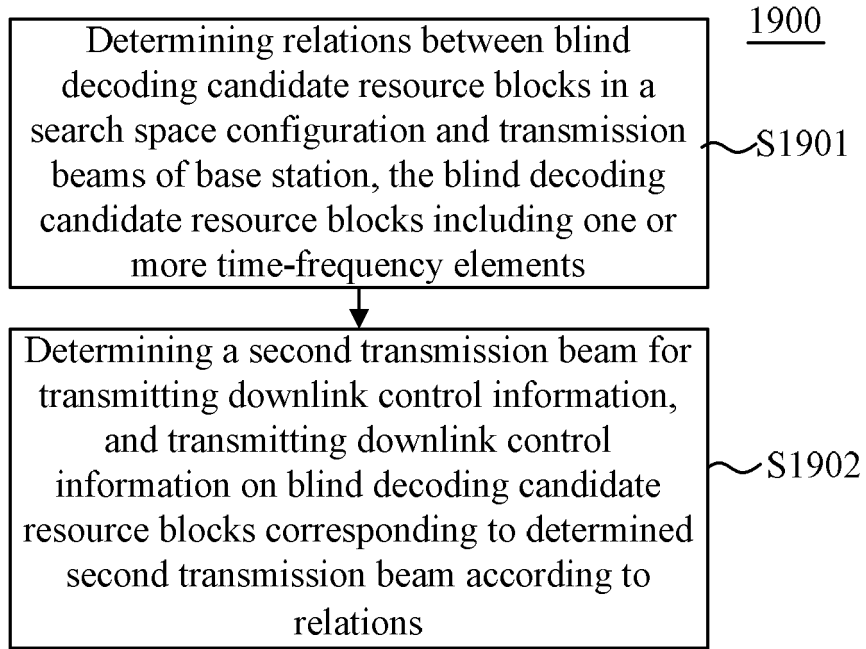 1900
Determining relations between blind
decoding candidate resource blocks in a
search space configuration and transmission
beams of base station, the blind decoding
candidate resource blocks including one or
more time-frequency elements
S1901
Determining a second transmission beam for
transmitting downlink control information,
and transmitting downlink control
information on blind decoding candidate
resource blocks corresponding to determined
second transmission beam according to
relations
S1902